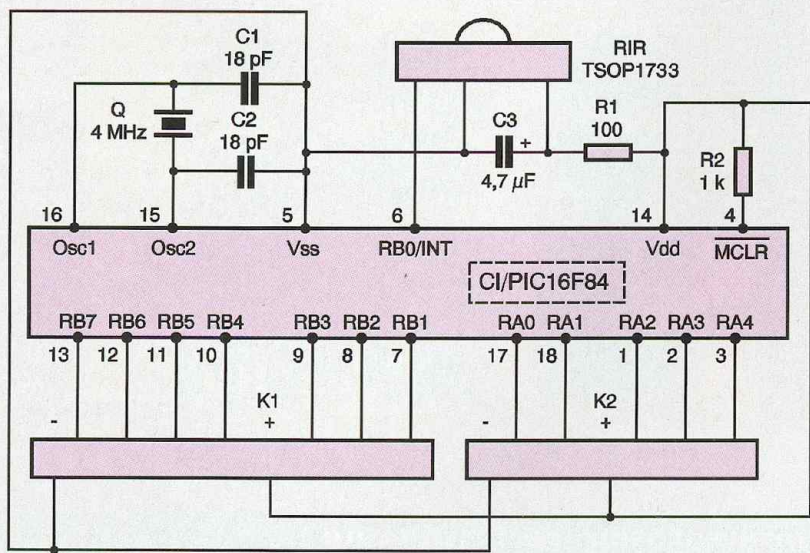 C1
18 pF
Q
4 MHz
C2
18 pF
RIR
TSOP1733
C3
+
4,7 µF
R1
100
R2
1 k
16 15 5 6 14 4
Osc1 Osc2 Vss RB0/INT Vdd MCLR
CI/PIC16F84
RB7 RB6 RB5 RB4 RB3 RB2 RB1 RA0 RA1 RA2 RA3 RA4
13 12 11 10 9 8 7 17 18 1 2 3
- K1 + - K2 +